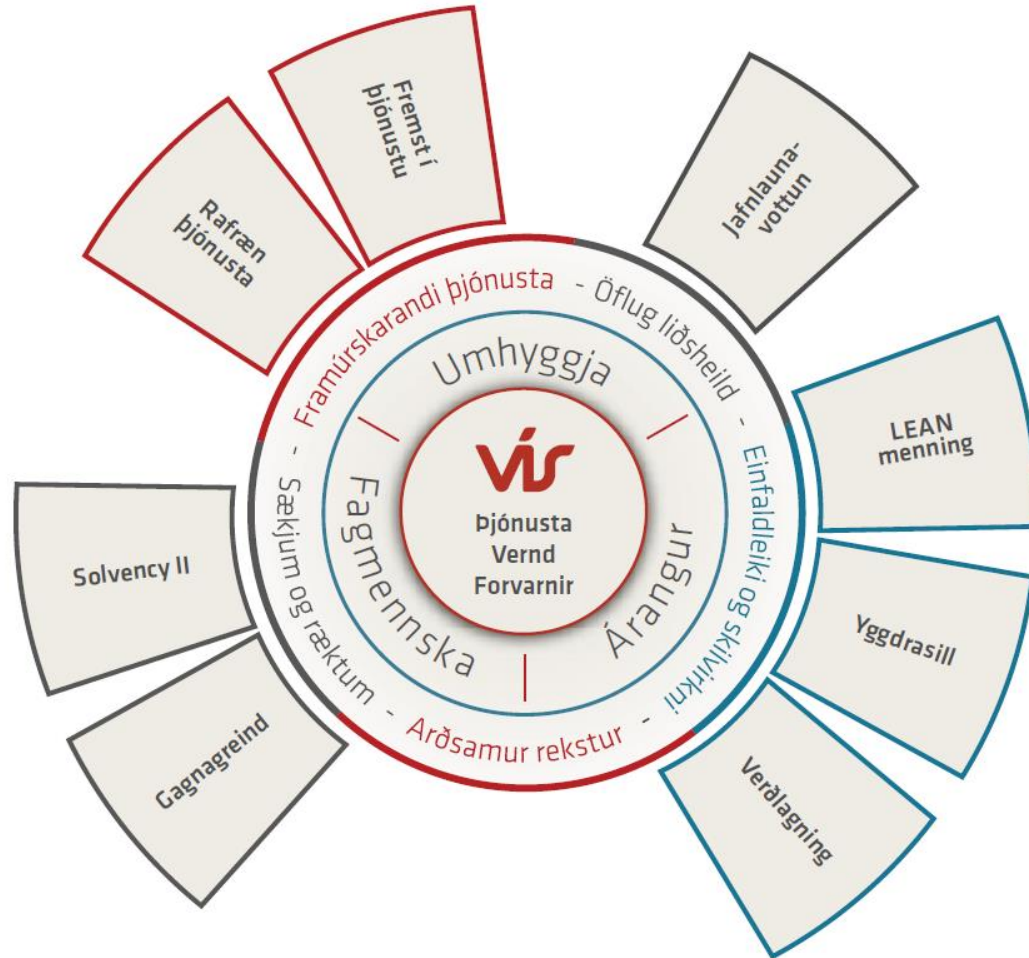 Fremst í
þjónustu
Jafnlauna-
vottun
Rafræn
þjónusta
LEAN
menning
Yggdrasill
Verðlagning
Gagnagreind
Solvency II
Framúrskarandi þjónusta - Öflug liðsheild - Einfaldleiki og skilvirkni - Arðsamur rekstur - Sækjum og ræktum -
Umhyggja
Árangur
Fagmennska
vís
Þjónusta
Vernd
Forvarnir